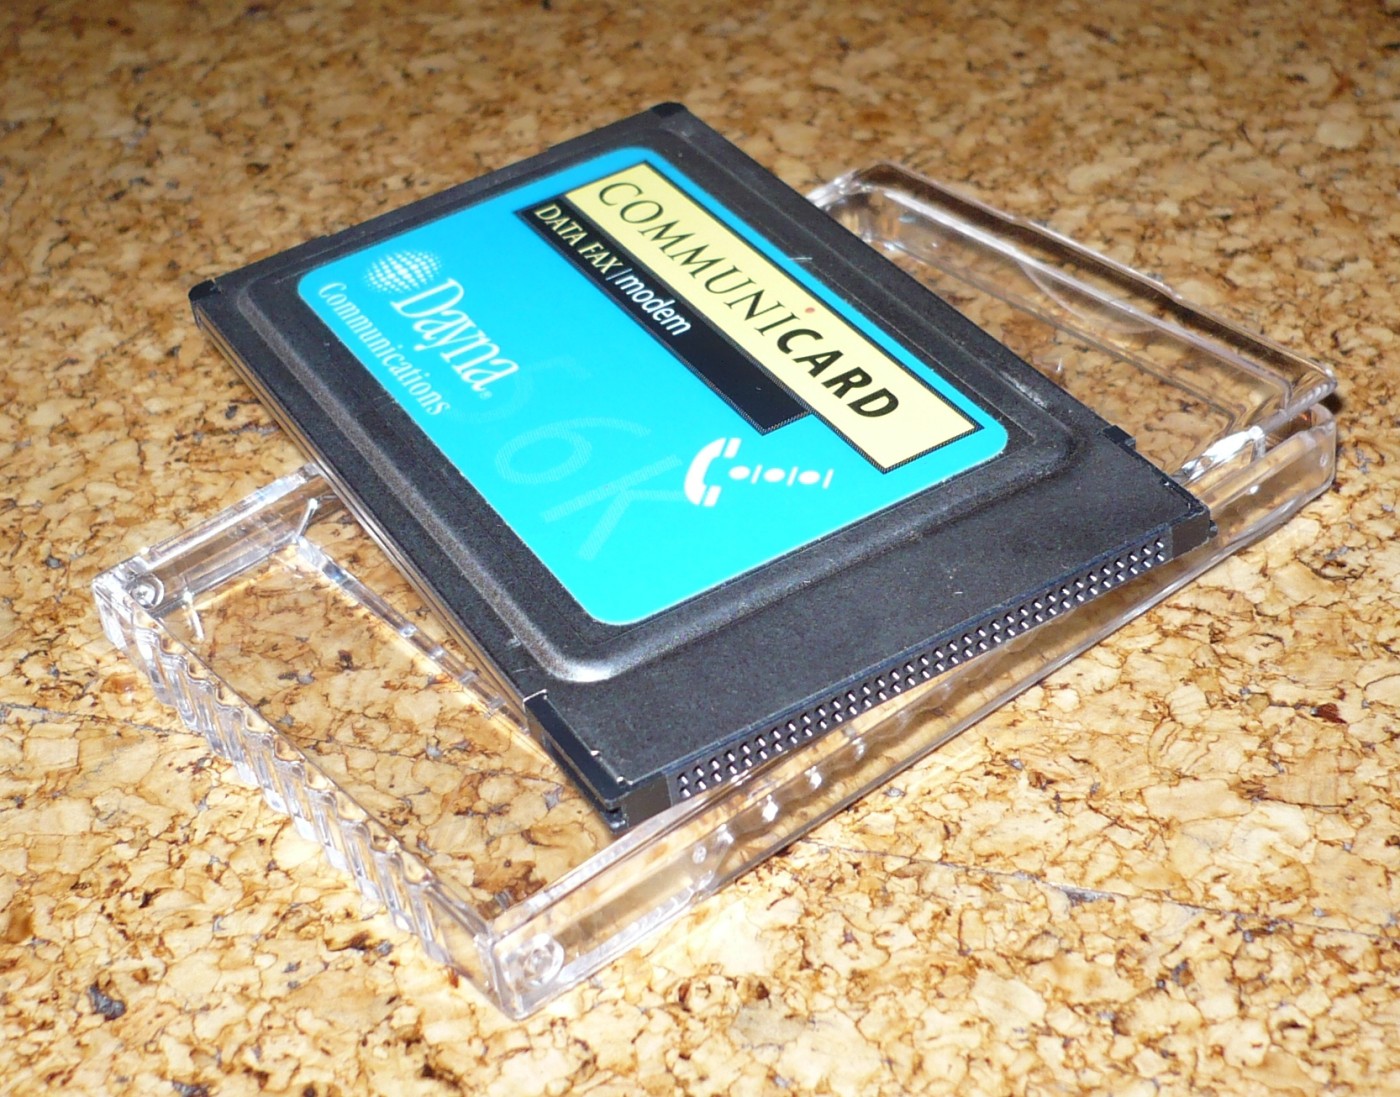 COMMUNiCARD
DATA FAX/modem
Dayna®
Communications
56K